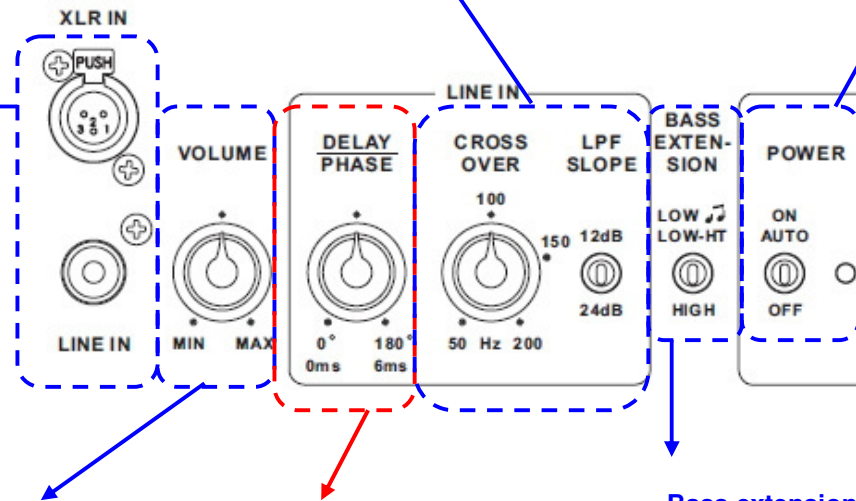 XLR IN
PUSH
3 2 1
LINE IN
VOLUME
MIN MAX
LINE IN
DELAY
PHASE
0° 180°
0ms 6ms
CROSS
OVER
100
150
50 Hz 200
LPF
SLOPE
12dB
24dB
BASS
EXTEN-
SION
LOW ♫
LOW-HT
HIGH
POWER
ON
AUTO
OFF
Bass extension